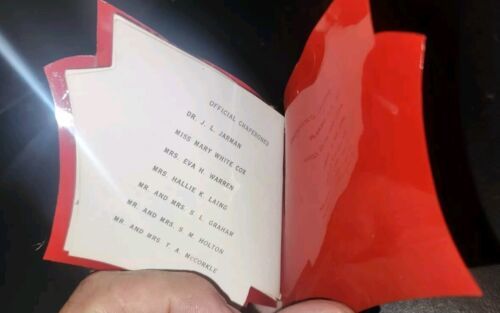 OFFICIAL CHAPERONES
DR. J. L. JARMAN
MISS MARY WHITE COX
MRS. EVA H. WARREN
MRS. HALLIE K. LAING
MR. AND MRS. S. L. GRAHAM
MR. AND MRS. S. M. HOLTON
MR. AND MRS T. A. McCORKLE